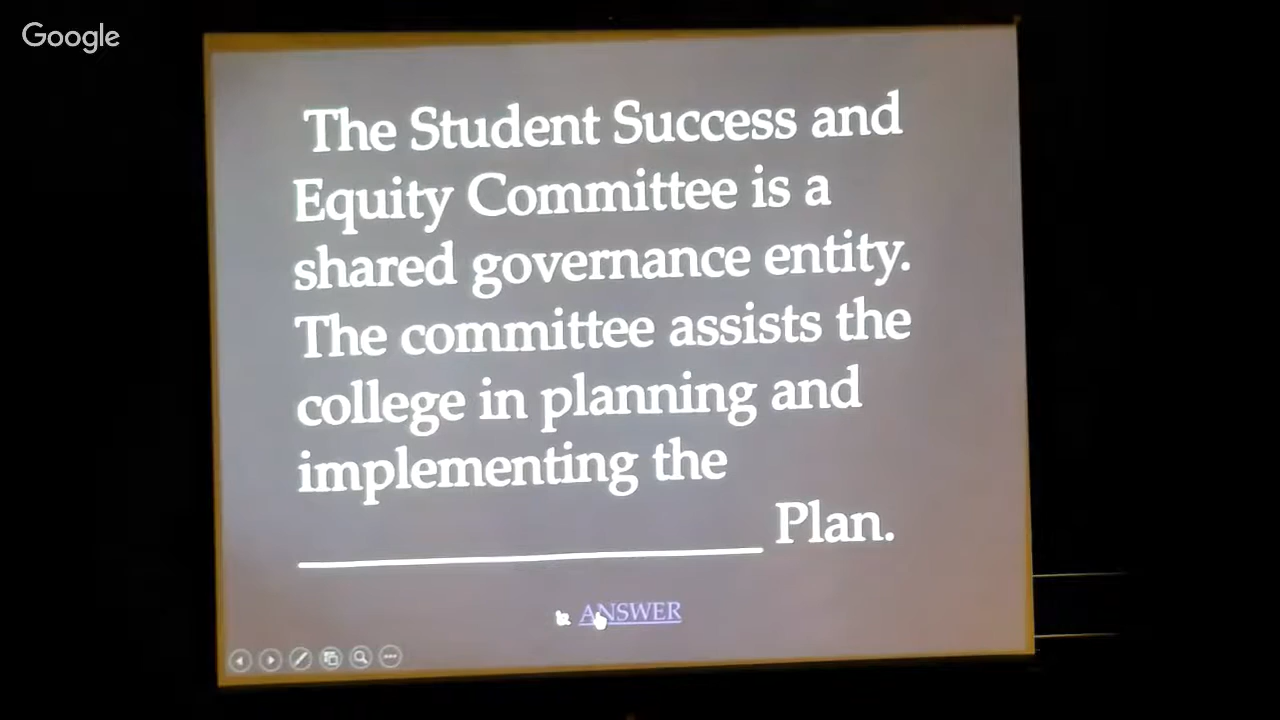 Google
The Student Success and
Equity Committee is a
shared governance entity.
The committee assists the
college in planning and
implementing the
____________________ Plan.
ANSWER